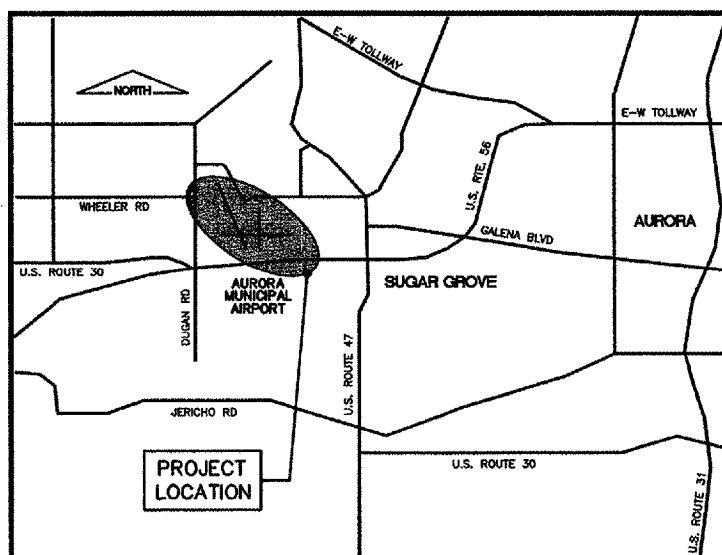 E-W TOLLWAY
NORTH
E-W TOLLWAY
U.S. RTE. 56
WHEELER RD
AURORA
GALENA BLVD
U.S. ROUTE 30
AURORA
MUNICIPAL
AIRPORT
SUGAR GROVE
DUGAN RD
U.S. ROUTE 47
JERICHO RD
PROJECT
LOCATION
U.S. ROUTE 30
U.S. ROUTE 31